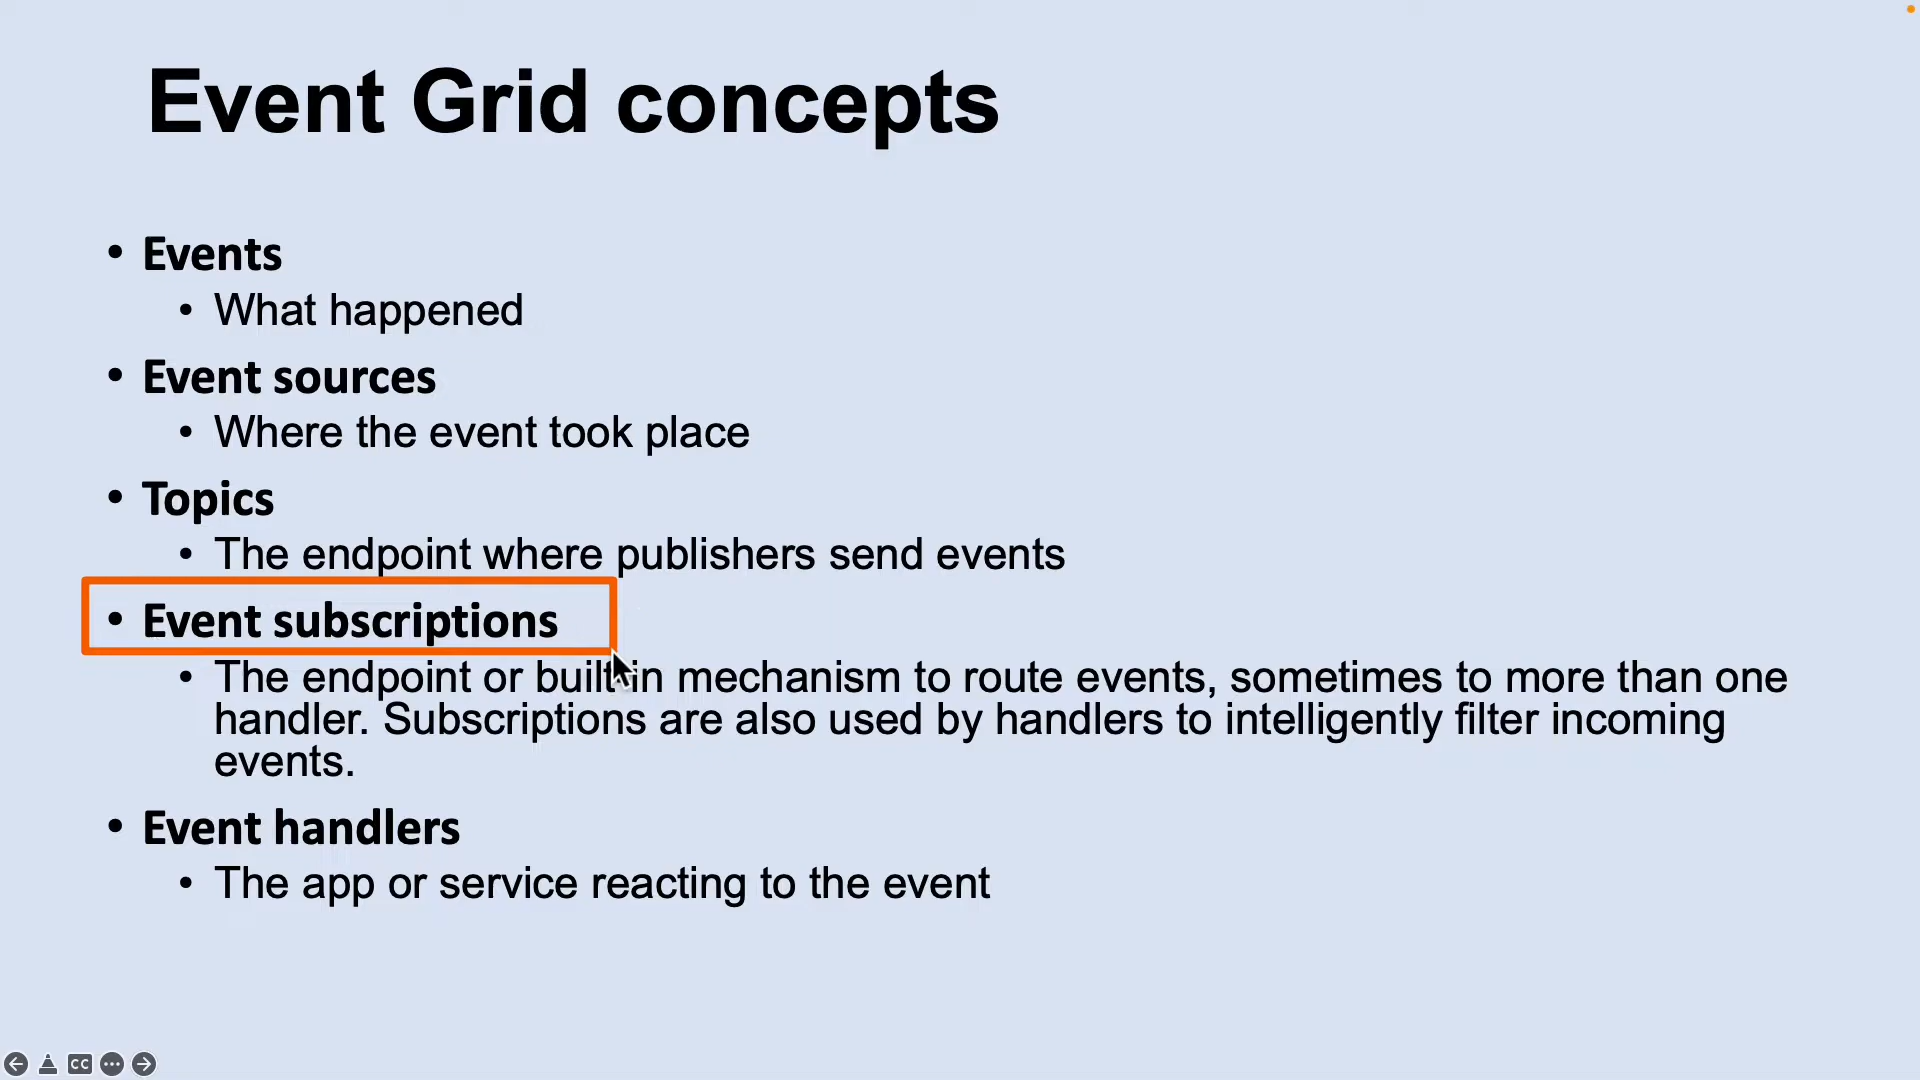 Event Grid concepts
• Events
• What happened
• Event sources
• Where the event took place
• Topics
• The endpoint where publishers send events
• Event subscriptions
• The endpoint or built-in mechanism to route events, sometimes to more than one
handler. Subscriptions are also used by handlers to intelligently filter incoming
events.
• Event handlers
• The app or service reacting to the event
CC